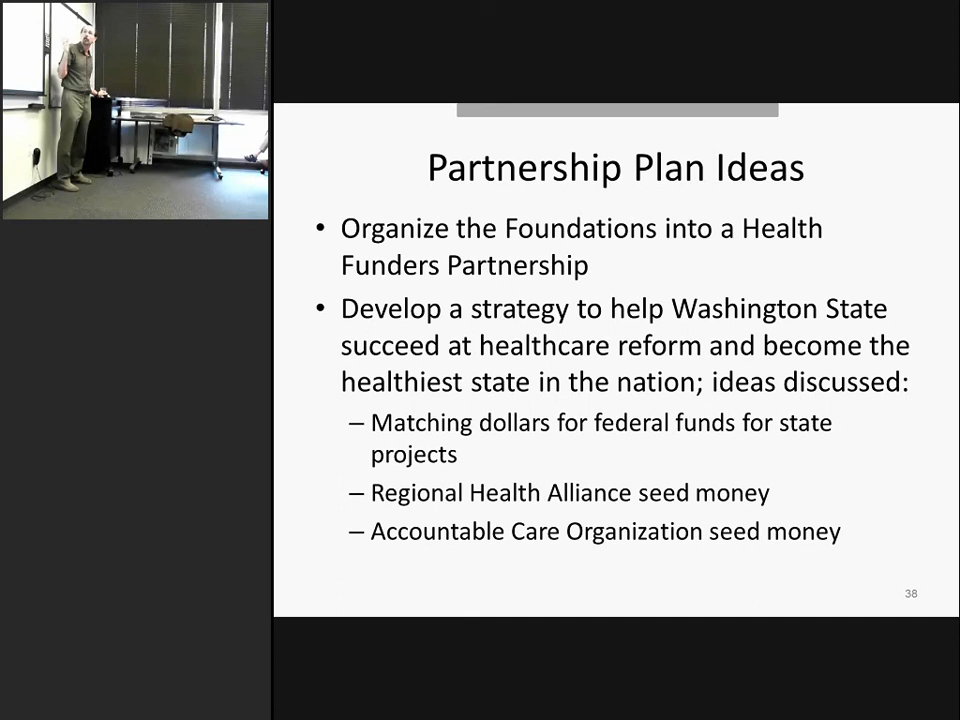 Partnership Plan Ideas
• Organize the Foundations into a Health
Funders Partnership
• Develop a strategy to help Washington State
succeed at healthcare reform and become the
healthiest state in the nation; ideas discussed:
– Matching dollars for federal funds for state
projects
– Regional Health Alliance seed money
– Accountable Care Organization seed money
38